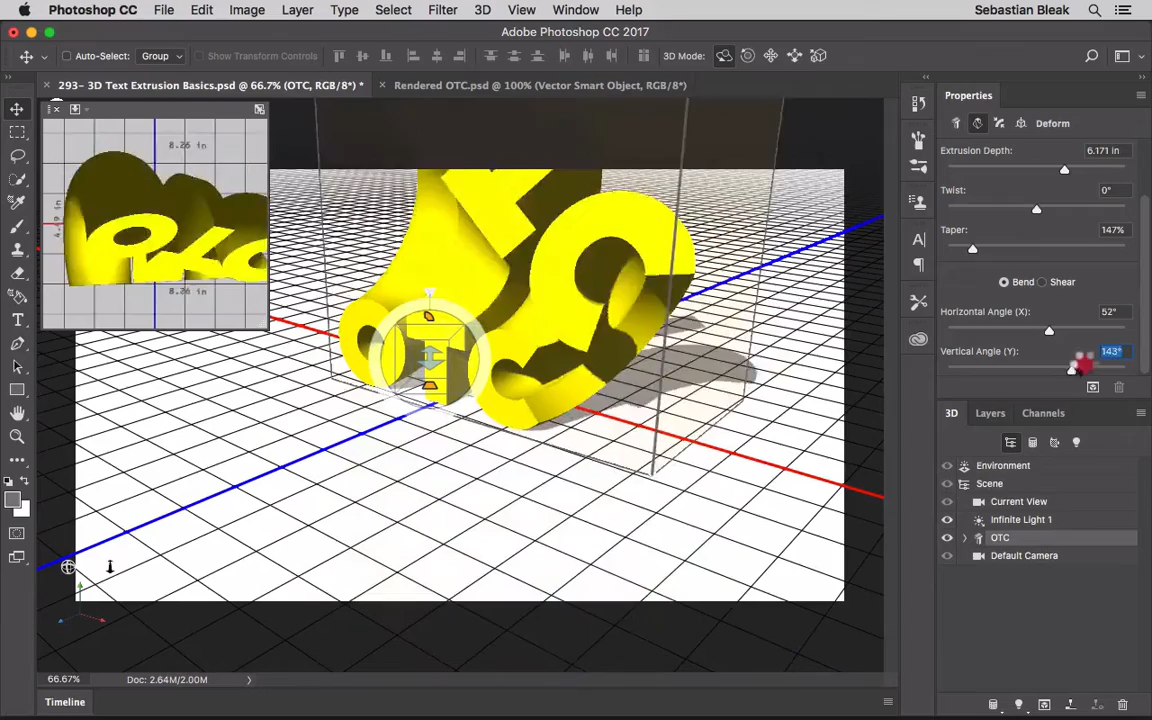 Photoshop CC File Edit Image Layer Type Select Filter 3D View Window Help Sebastian Bleak
Adobe Photoshop CC 2017
Auto-Select: Group Show Transform Controls 3D Mode:
293- 3D Text Extrusion Basics.psd @ 66.7% (OTC, RGB/8*) * Rendered OTC.psd @ 100% (Vector Smart Object, RGB/8*)
Properties
Deform
8.26 in
Extrusion Depth: 6.171 in
Twist: 0°
Taper: 147%
8.26 in
Bend Shear
Horizontal Angle (X): 52°
Vertical Angle (Y): 143°
OTC
3D Layers Channels
Environment
Scene
Current View
Infinite Light 1
OTC
Default Camera
66.67% Doc: 2.64M/2.00M
Timeline